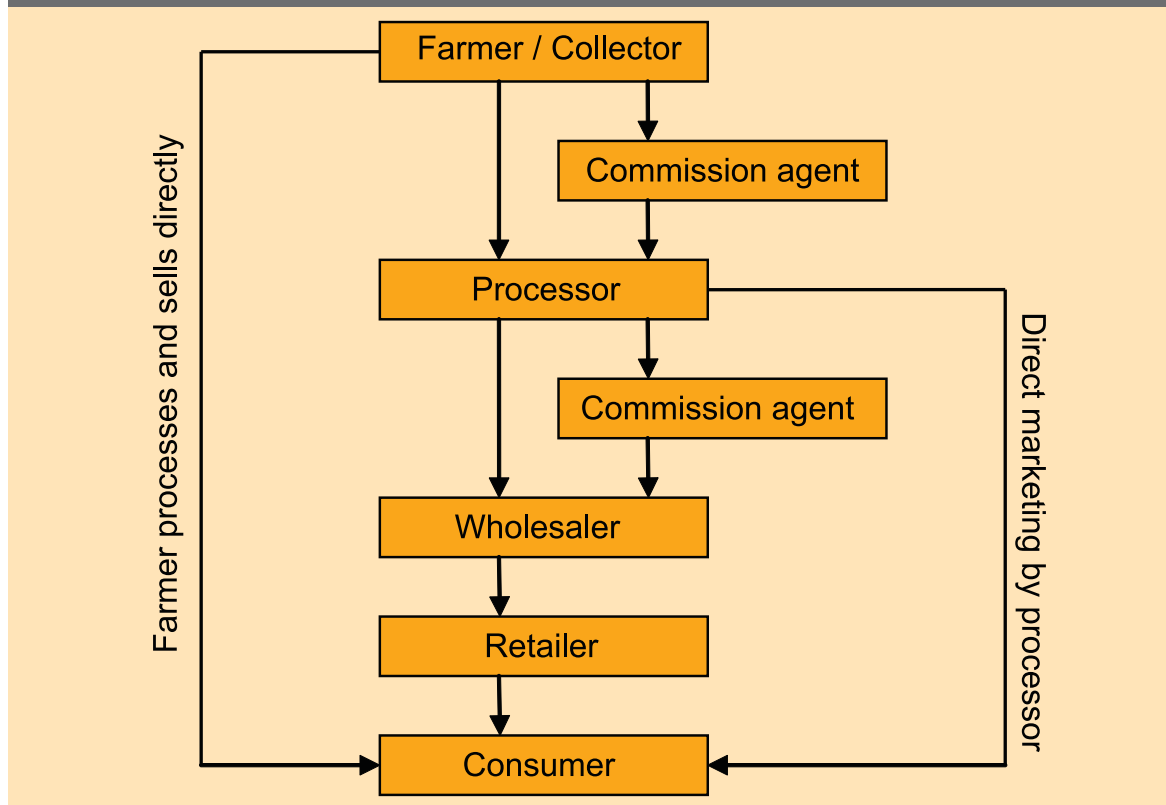 Farmer / Collector
Commission agent
Processor
Commission agent
Wholesaler
Retailer
Consumer
Farmer processes and sells directly
Direct marketing by processor